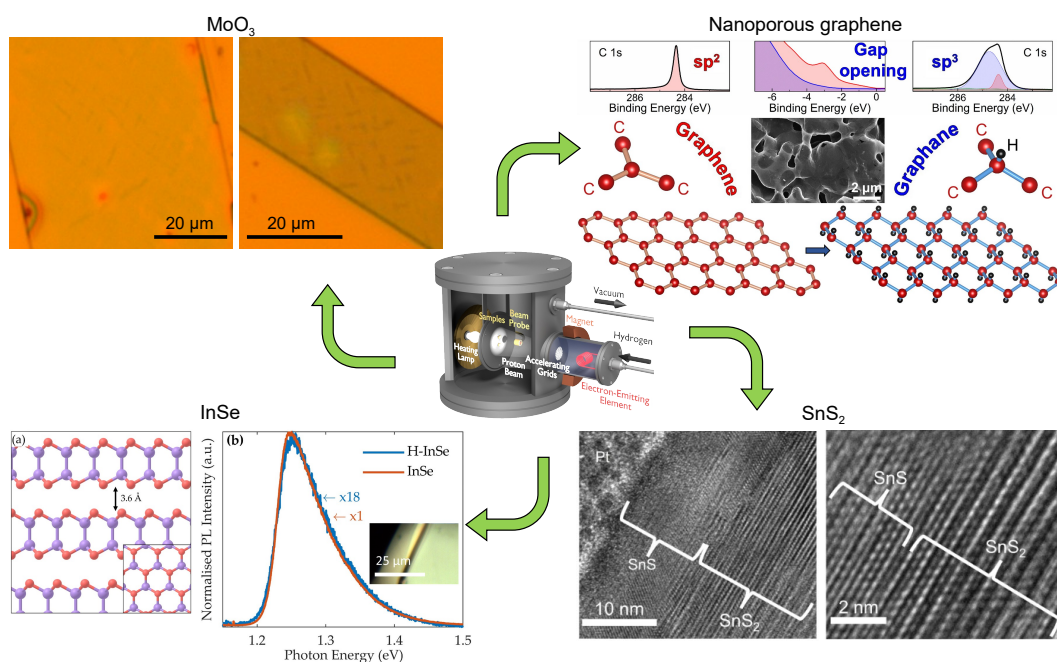 MoO3
20 µm
20 µm
Nanoporous graphene
C 1s
sp2
286
284
Binding Energy (eV)
Gap
opening
-6
-4
-2
0
Binding Energy (eV)
sp3
C 1s
286
284
Binding Energy (eV)
C
C
C
Graphene
2 µm
Graphane
H
C
C
C
Vacuum
Samples
Beam
Probe
Magnet
Hydrogen
Heating
Lamp
Proton
Beam
Accelerating
Grids
Electron-Emitting
Element
InSe
(a)
3.6 Å
(b)
H-InSe
InSe
← x18
← x1
25 µm
Normalised PL Intensity (a.u.)
1.2
1.3
1.4
1.5
Photon Energy (eV)
SnS2
Pt
SnS
SnS2
10 nm
SnS
SnS2
2 nm